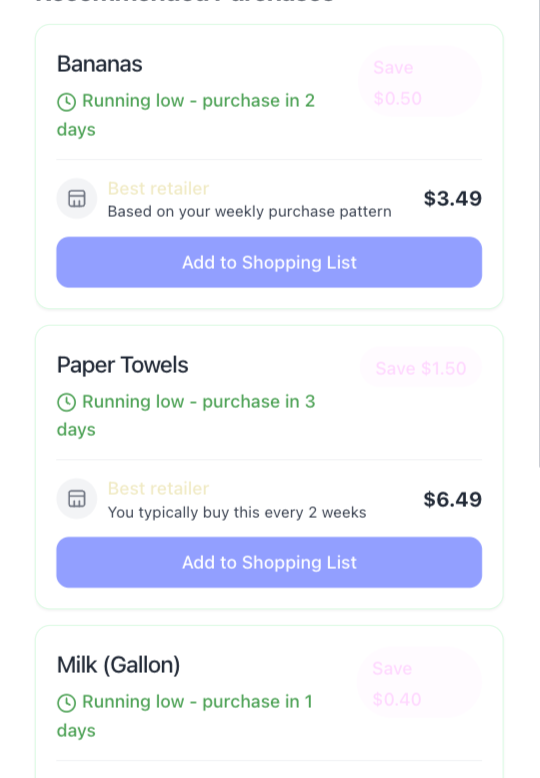 Bananas
Save
$0.50
Running low - purchase in 2
days
Best retailer
Based on your weekly purchase pattern
$3.49
Add to Shopping List
Paper Towels
Save $1.50
Running low - purchase in 3
days
Best retailer
You typically buy this every 2 weeks
$6.49
Add to Shopping List
Milk (Gallon)
Save
$0.40
Running low - purchase in 1
days